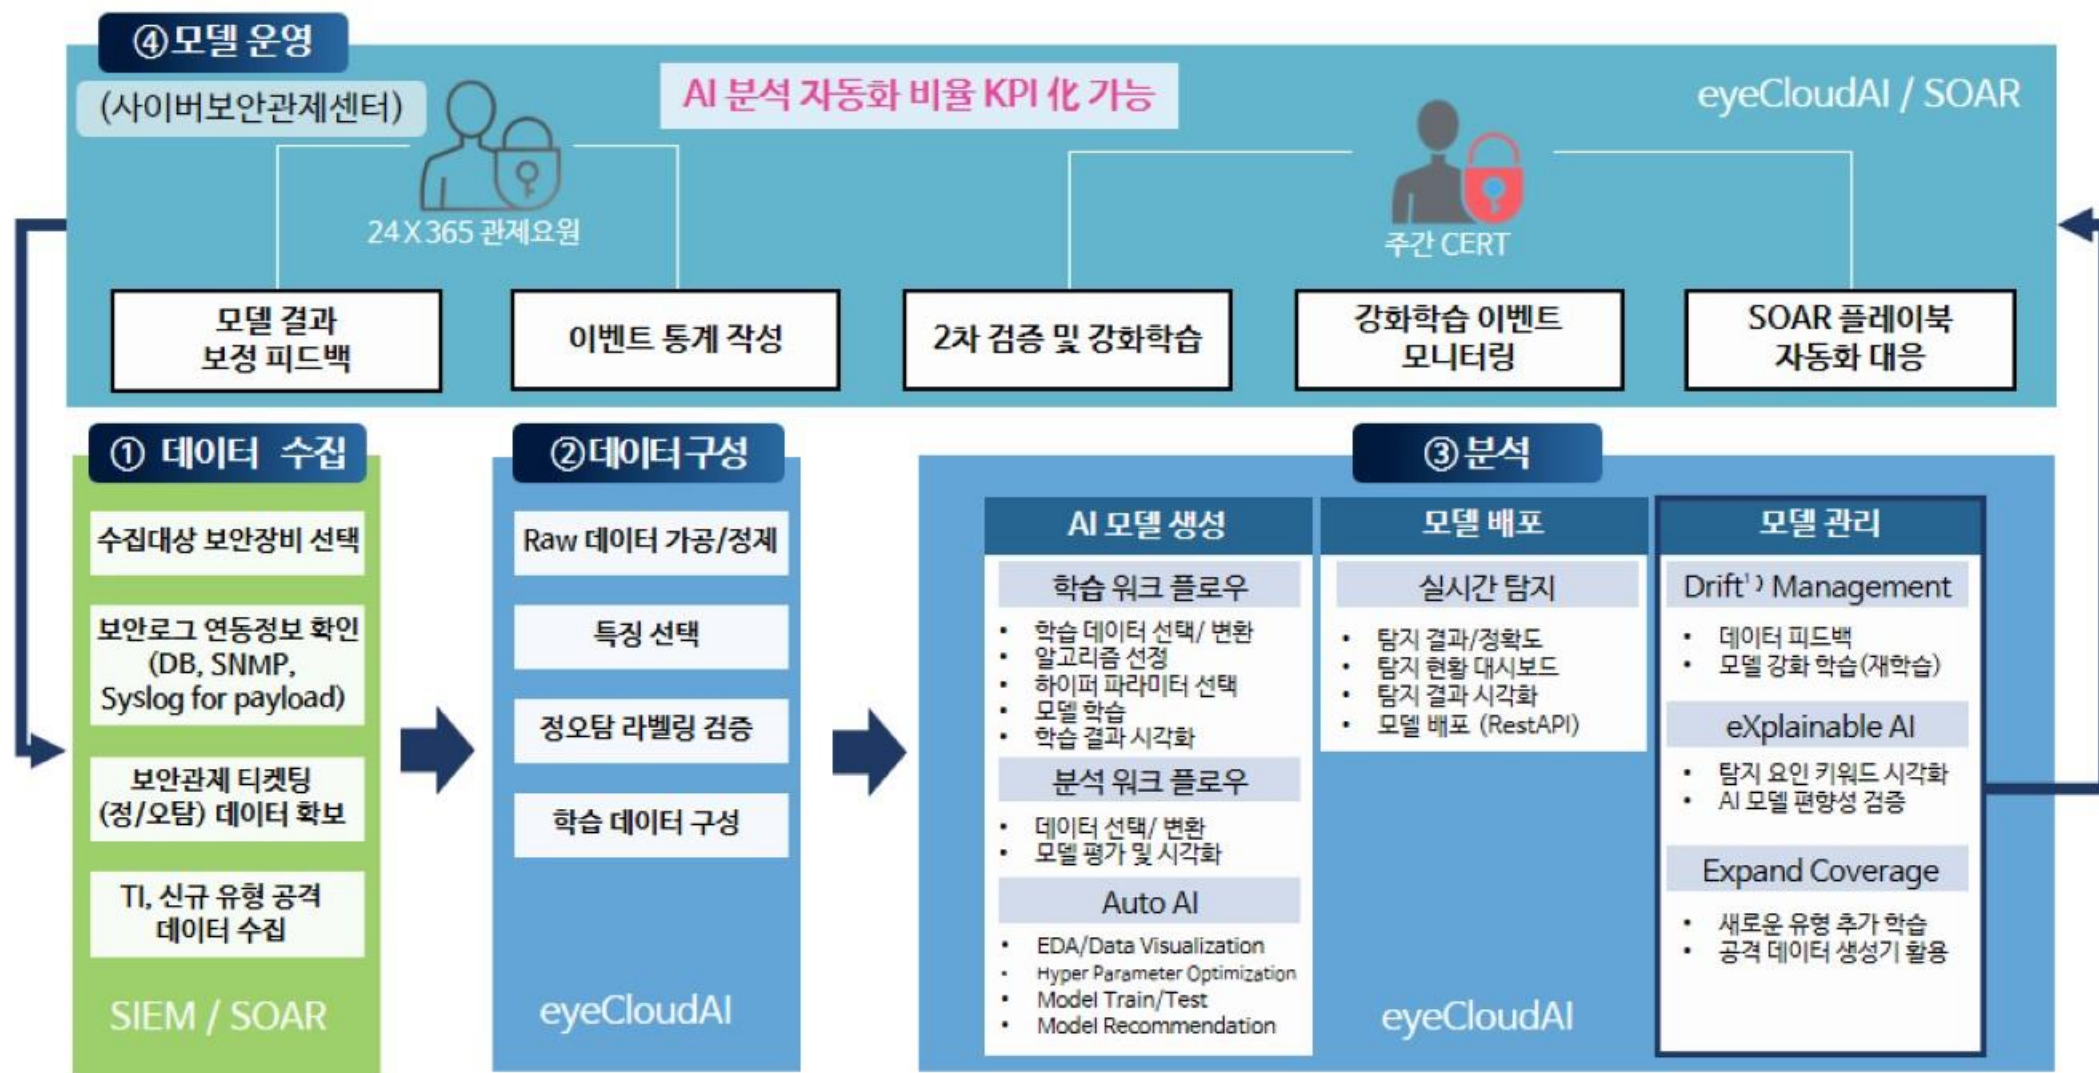 ④모델 운영
(사이버보안관제센터)
AI 분석 자동화 비율 KPI 化 가능
eyeCloudAI / SOAR
24 X 365 관제요원
주간 CERT
모델 결과
보정 피드백
이벤트 통계 작성
2차 검증 및 강화학습
강화학습 이벤트
모니터링
SOAR 플레이북
자동화 대응
① 데이터 수집
수집대상 보안장비 선택
보안로그 연동정보 확인
(DB, SNMP,
Syslog for payload)
보안관제 티켓팅
(정/오탐) 데이터 확보
TI, 신규 유형 공격
데이터 수집
SIEM / SOAR
②데이터구성
Raw 데이터 가공/정제
특징 선택
정오탐 라벨링 검증
학습 데이터 구성
eyeCloudAI
③분석
AI 모델 생성
학습 워크 플로우
• 학습 데이터 선택/ 변환
• 알고리즘 선정
• 하이퍼 파라미터 선택
• 모델 학습
• 학습 결과 시각화
분석 워크 플로우
• 데이터 선택/ 변환
• 모델 평가 및 시각화
Auto AI
• EDA/Data Visualization
• Hyper Parameter Optimization
• Model Train/Test
• Model Recommendation
모델 배포
실시간 탐지
• 탐지 결과/정확도
• 탐지 현황 대시보드
• 탐지 결과 시각화
• 모델 배포 (RestAPI)
eyeCloudAI
모델 관리
Drift¹⁾ Management
• 데이터 피드백
• 모델 강화 학습(재학습)
eXplainable AI
• 탐지 요인 키워드 시각화
• AI 모델 편향성 검증
Expand Coverage
• 새로운 유형 추가 학습
• 공격 데이터 생성기 활용